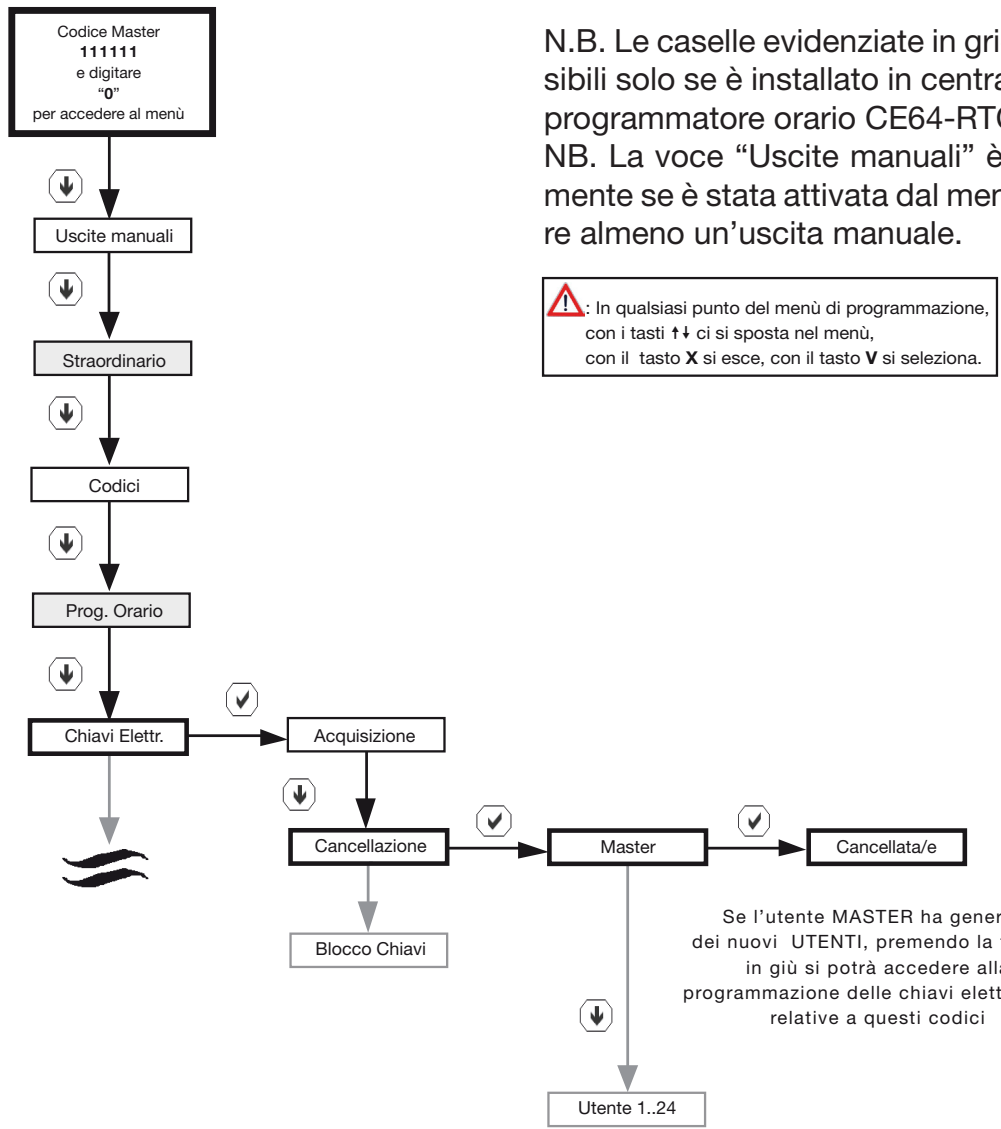 Codice Master
111111
e digitare
“0”
per accedere al menù
N.B. Le caselle evidenziate in gri
sibili solo se è installato in centra
programmatore orario CE64-RTC
NB. La voce “Uscite manuali” è
mente se è stata attivata dal men
re almeno un’uscita manuale.
: In qualsiasi punto del menù di programmazione,
con i tasti ↑↓ ci si sposta nel menù,
con il tasto X si esce, con il tasto V si seleziona.
Uscite manuali
Straordinario
Codici
Prog. Orario
Chiavi Elettr.
Acquisizione
Cancellazione
Master
Cancellata/e
Blocco Chiavi
Se l’utente MASTER ha gener
dei nuovi UTENTI, premendo la
in giù si potrà accedere alla
programmazione delle chiavi elett
relative a questi codici
Utente 1..24